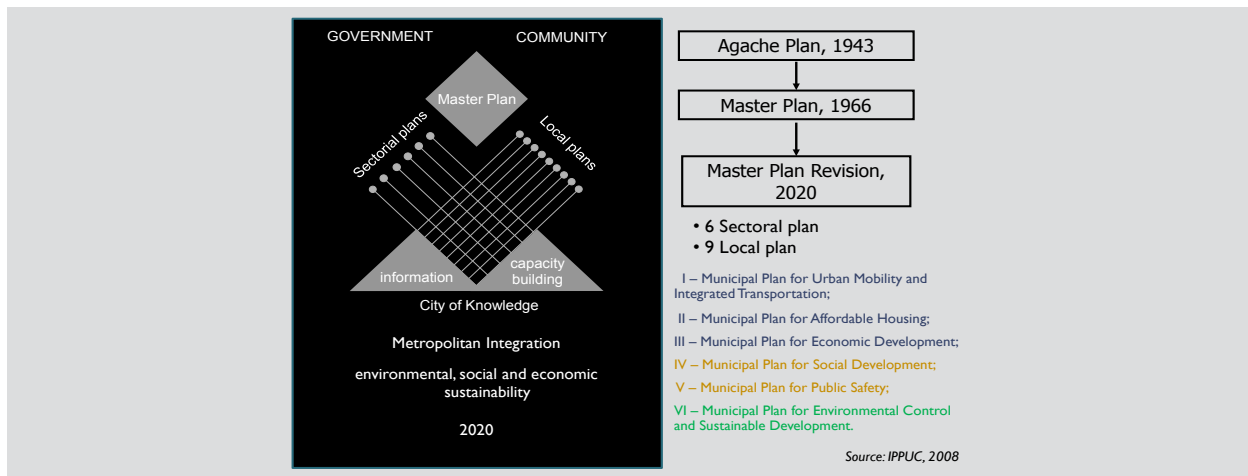 GOVERNMENT COMMUNITY
Master Plan
Sectorial plans
Local plans
information
capacity
building
City of Knowledge
Metropolitan Integration
environmental, social and economic
sustainability
2020
Agache Plan, 1943
Master Plan, 1966
Master Plan Revision,
2020
• 6 Sectoral plan
• 9 Local plan
I – Municipal Plan for Urban Mobility and
Integrated Transportation;
II – Municipal Plan for Affordable Housing;
III – Municipal Plan for Economic Development;
IV – Municipal Plan for Social Development;
V – Municipal Plan for Public Safety;
VI – Municipal Plan for Environmental Control
and Sustainable Development.
Source: IPPUC, 2008